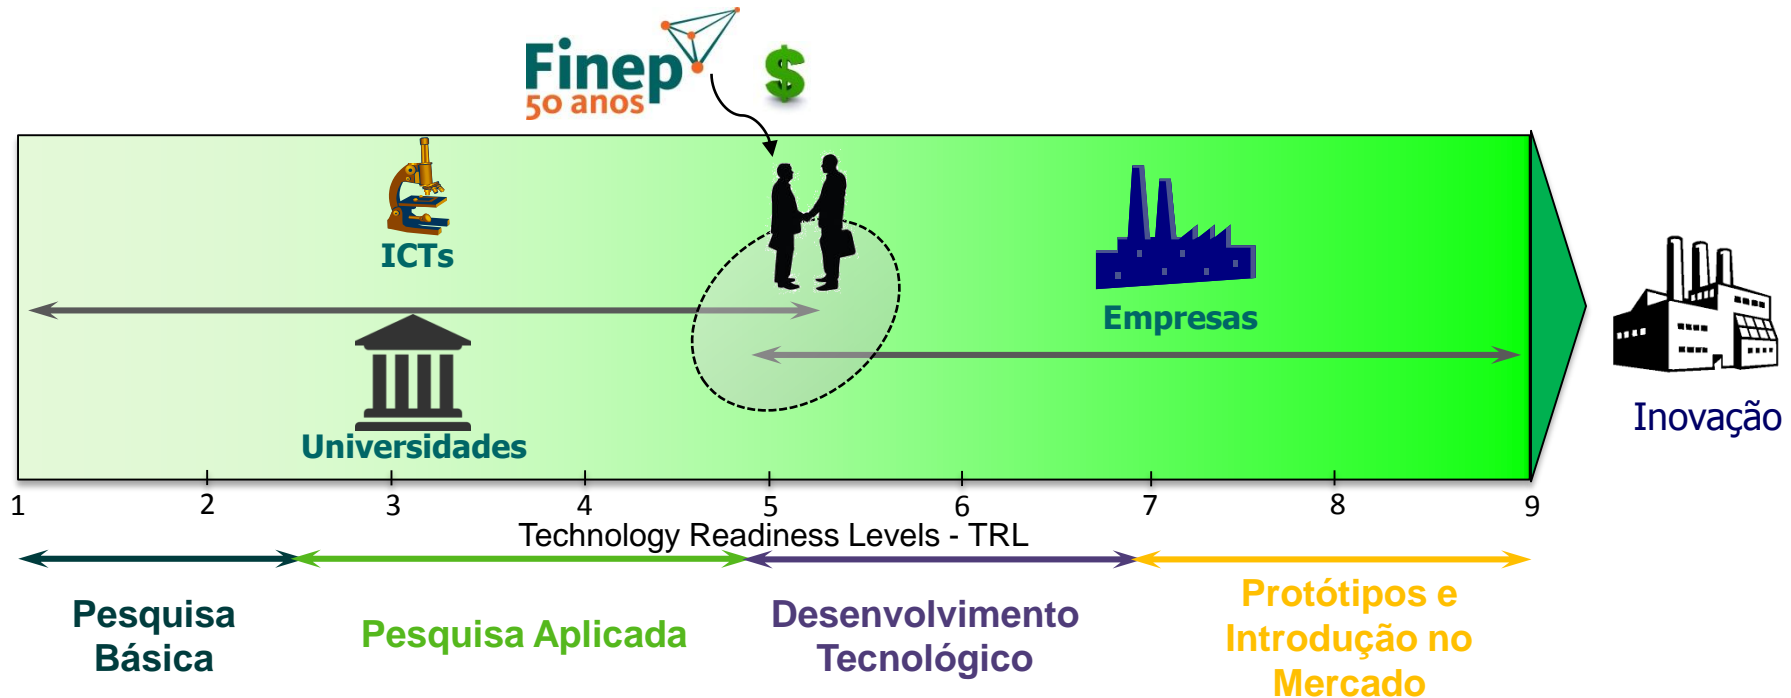 Finep
50 anos
$
ICTs
Empresas
Universidades
Inovação
1 2 3 4 5 6 7 8 9
Technology Readiness Levels - TRL
Pesquisa
Básica
Pesquisa Aplicada
Desenvolvimento
Tecnológico
Protótipos e
Introdução no
Mercado